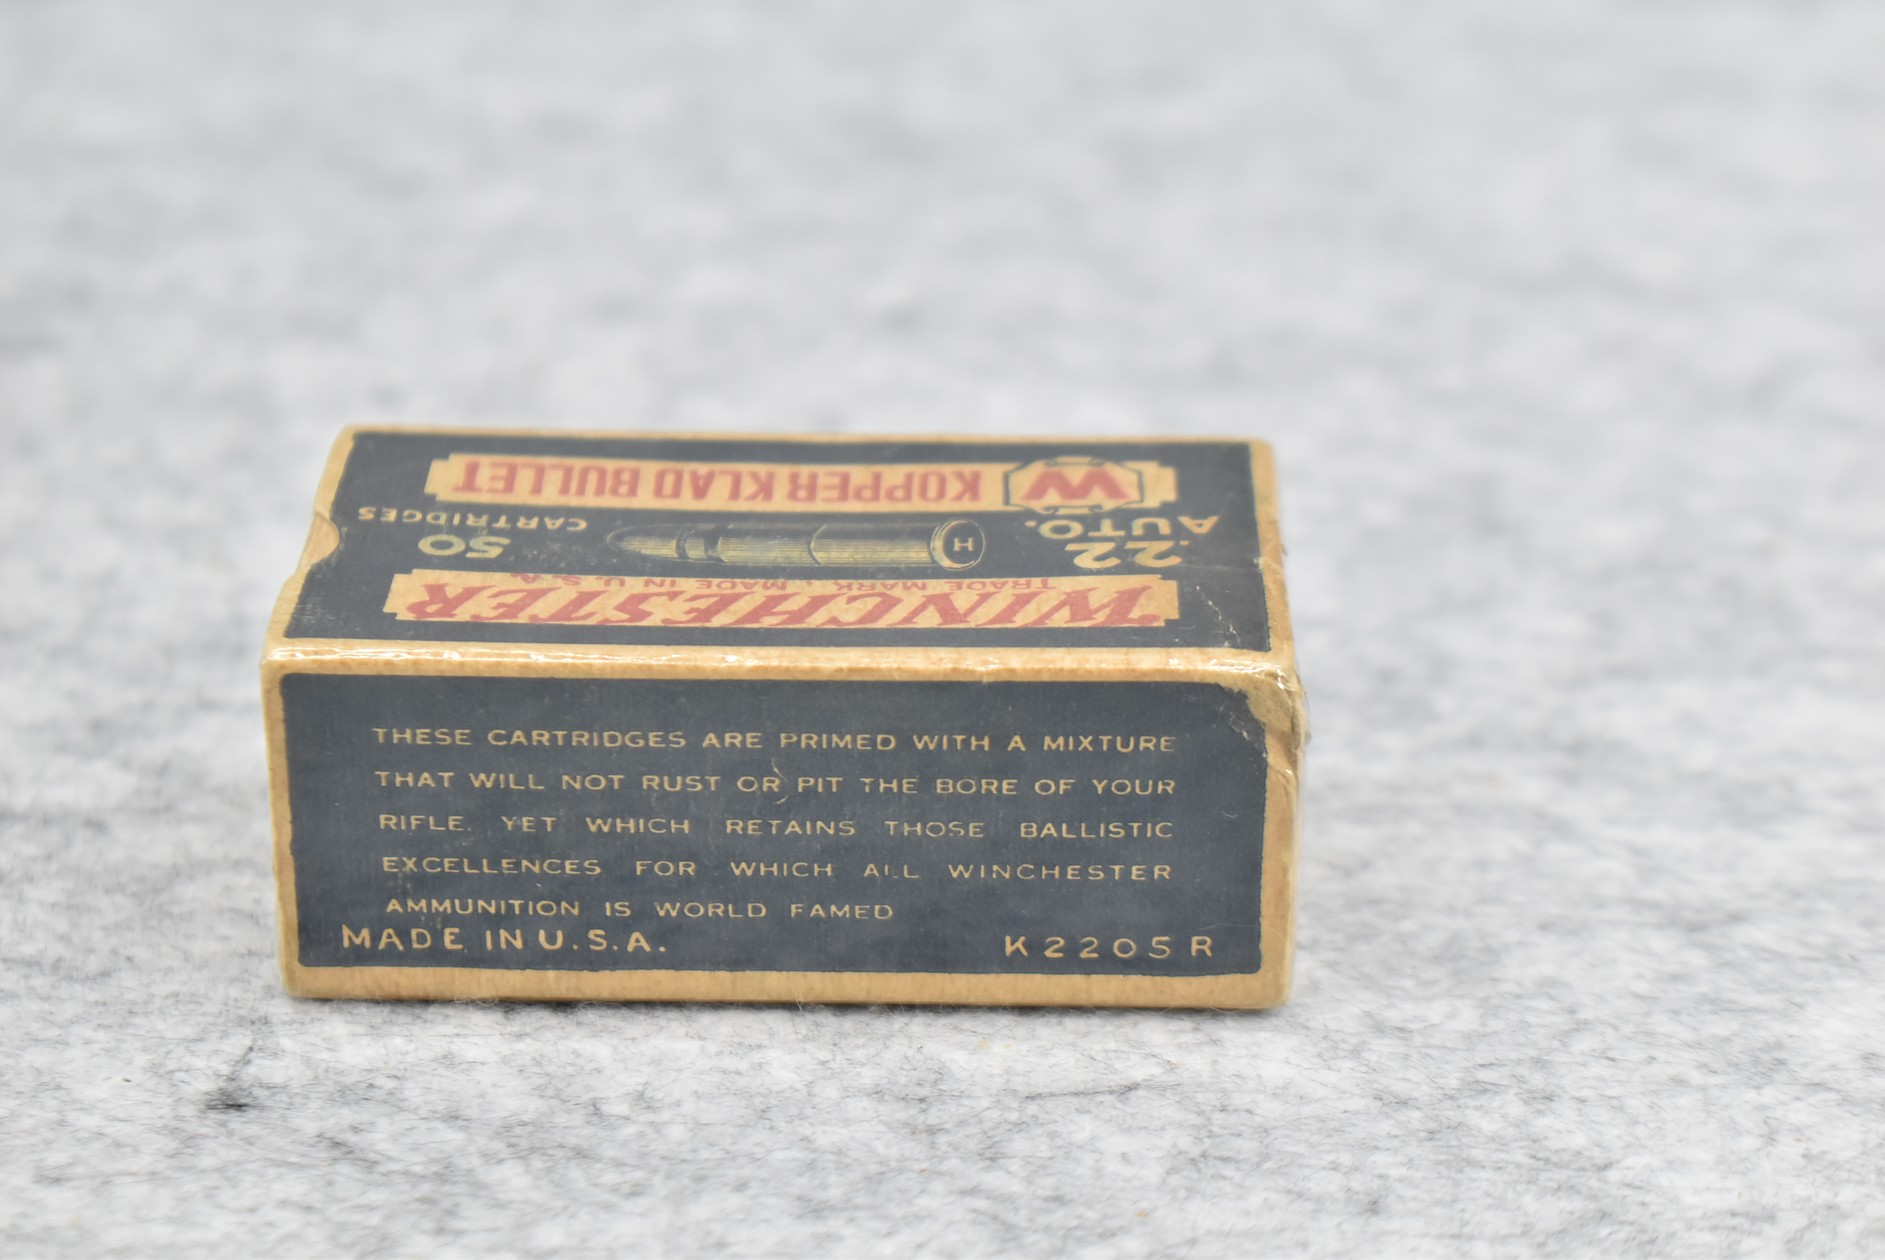 WINCHESTER
TRADE MARK. MADE IN U.S.A.
.22
AUTO.
H
50
CARTRIDGES
W
KOPPER KLAD BULLET
THESE CARTRIDGES ARE PRIMED WITH A MIXTURE
THAT WILL NOT RUST OR PIT THE BORE OF YOUR
RIFLE. YET WHICH RETAINS THOSE BALLISTIC
EXCELLENCES FOR WHICH ALL WINCHESTER
AMMUNITION IS WORLD FAMED
MADE IN U.S.A. K2205R